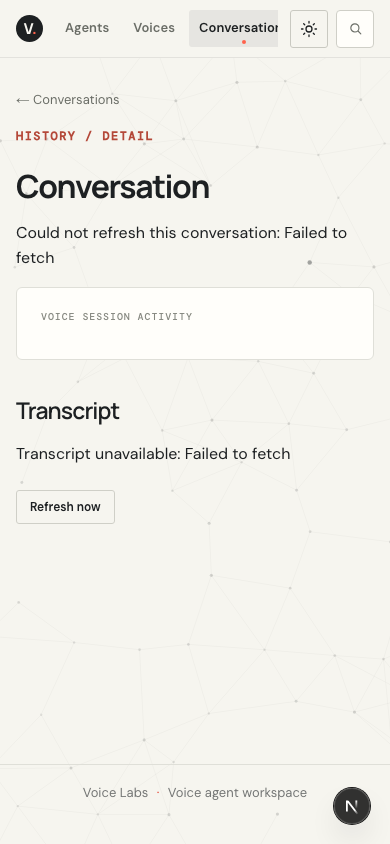 V.
Agents
Voices
Conversation
← Conversations
HISTORY / DETAIL
Conversation
Could not refresh this conversation: Failed to
fetch
VOICE SESSION ACTIVITY
Transcript
Transcript unavailable: Failed to fetch
Refresh now
Voice Labs · Voice agent workspace
N